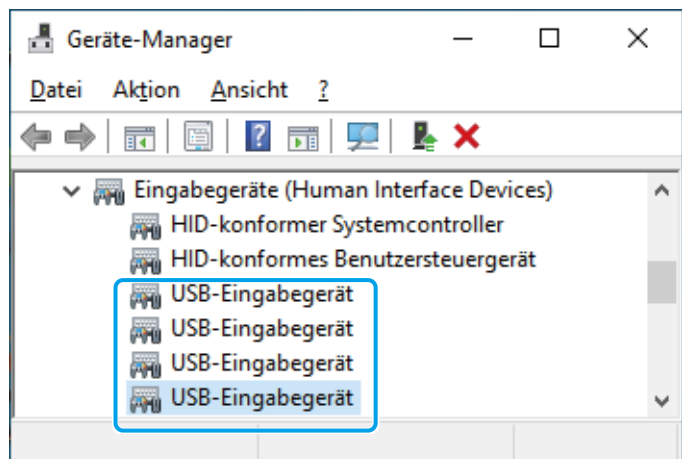 Geräte-Manager
Datei Aktion Ansicht ?
Eingabegeräte (Human Interface Devices)
HID-konformer Systemcontroller
HID-konformes Benutzersteuergerät
USB-Eingabegerät
USB-Eingabegerät
USB-Eingabegerät
USB-Eingabegerät